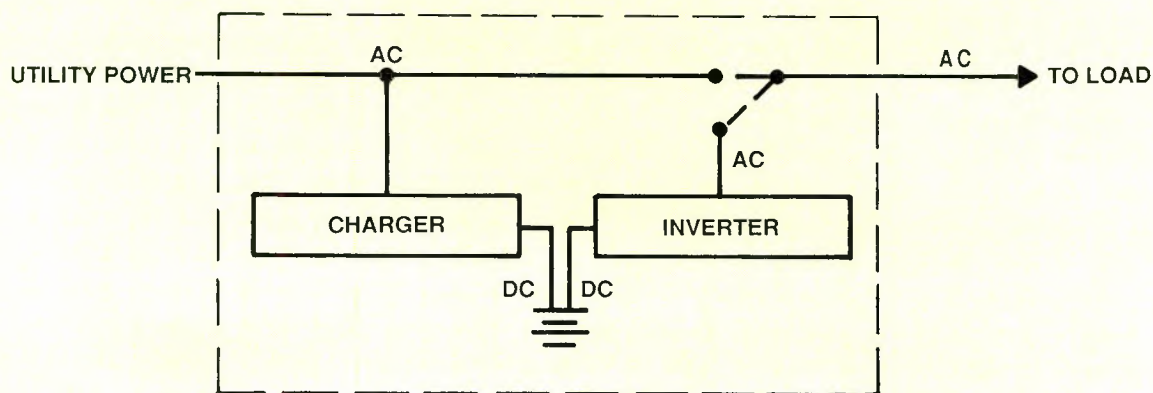 AC
AC
UTILITY POWER
TO LOAD
AC
CHARGER
INVERTER
DC
DC